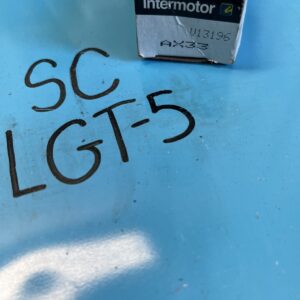 Intermotor
U13196
AX33
SC
LGT-5